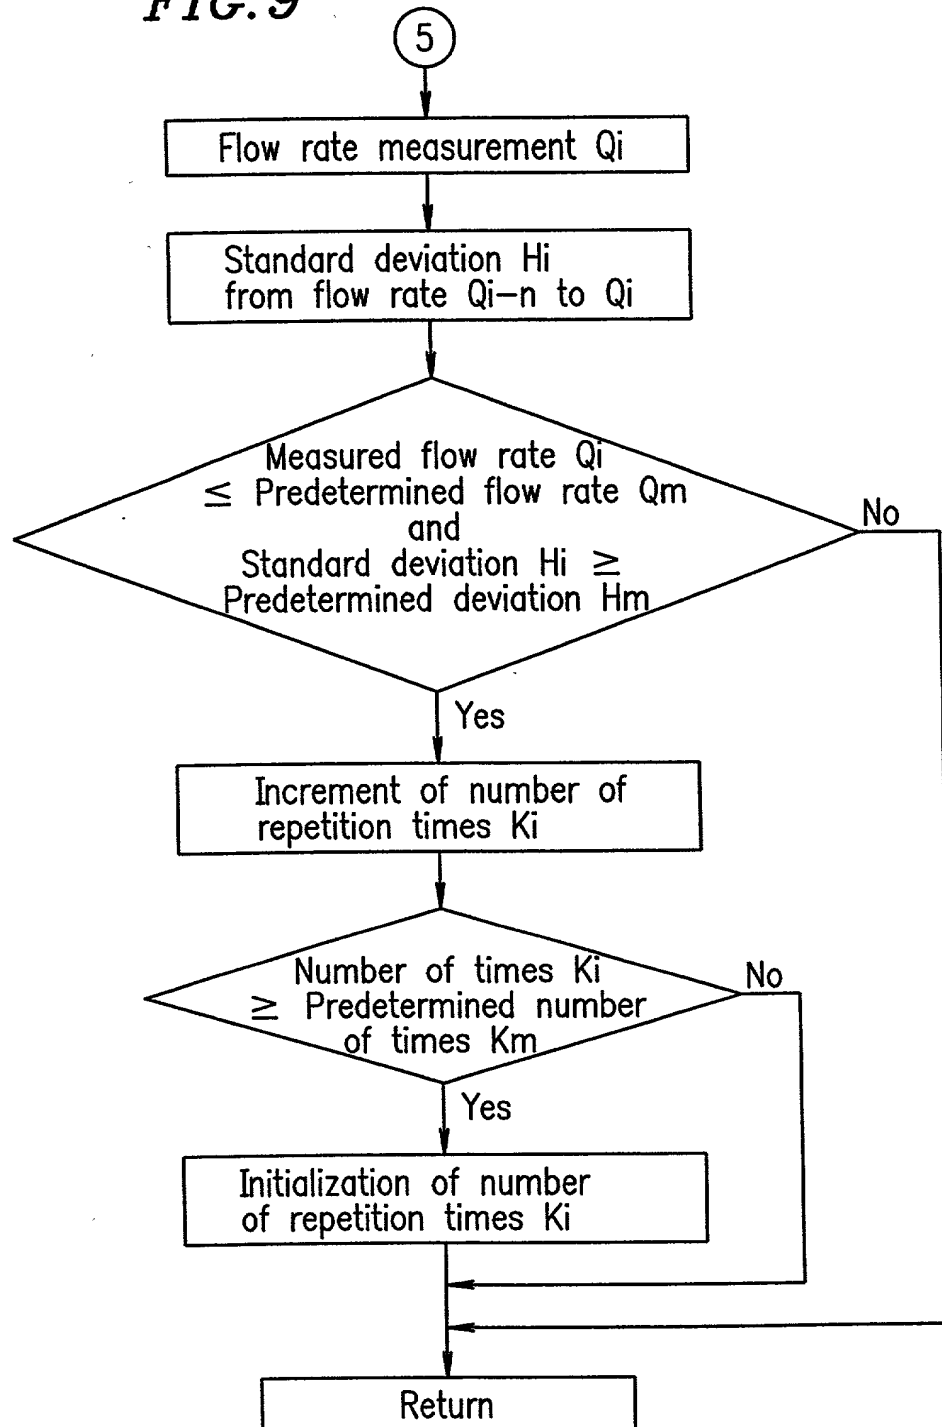 FIG. 9
5
Flow rate measurement Qi
Standard deviation Hi
from flow rate Qi-n to Qi
Measured flow rate Qi
≤ Predetermined flow rate Qm
and
Standard deviation Hi ≥
Predetermined deviation Hm
No
Yes
Increment of number of
repetition times Ki
Number of times Ki
≥ Predetermined number
of times Km
No
Yes
Initialization of number
of repetition times Ki
Return